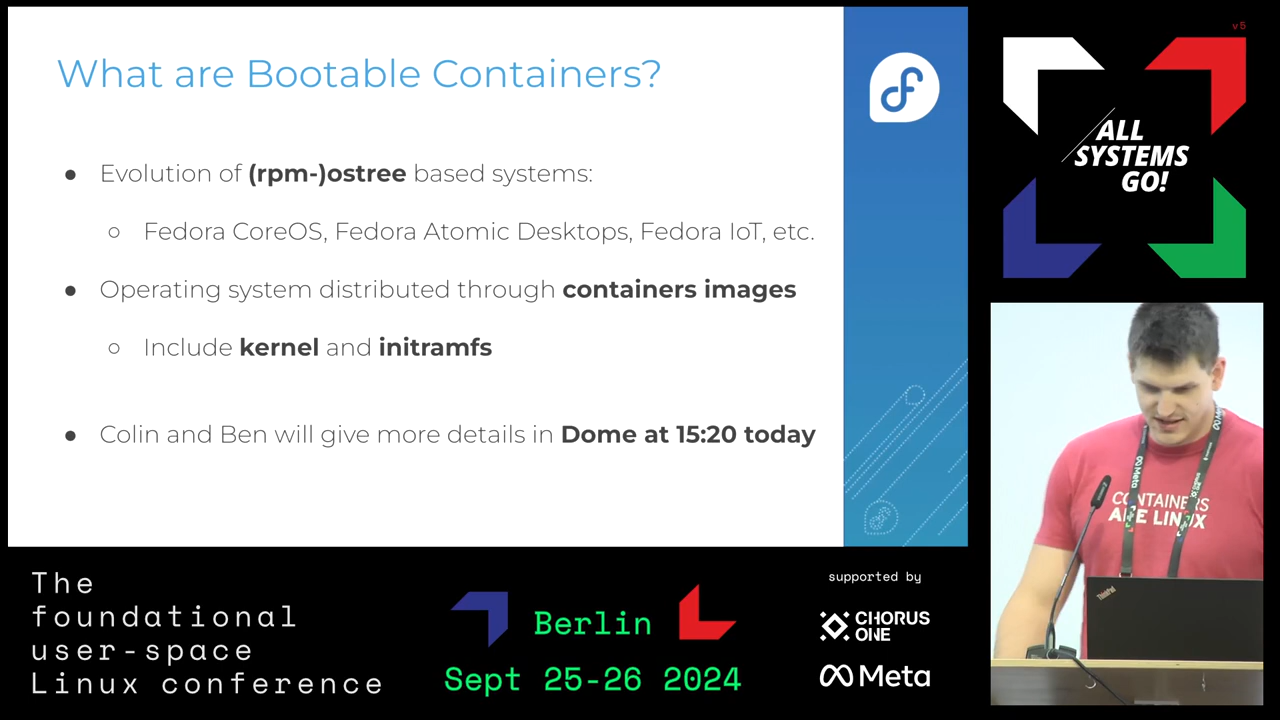 What are Bootable Containers?
● Evolution of (rpm-)ostree based systems:
○ Fedora CoreOS, Fedora Atomic Desktops, Fedora IoT, etc.
● Operating system distributed through containers images
○ Include kernel and initramfs
● Colin and Ben will give more details in Dome at 15:20 today
v5
ALL
SYSTEMS
GO!
Meta
CONTAINERS
ARE LINUX
ThinkPad
The
foundational
user-space
Linux conference
Berlin
Sept 25-26 2024
supported by
CHORUS
ONE
Meta